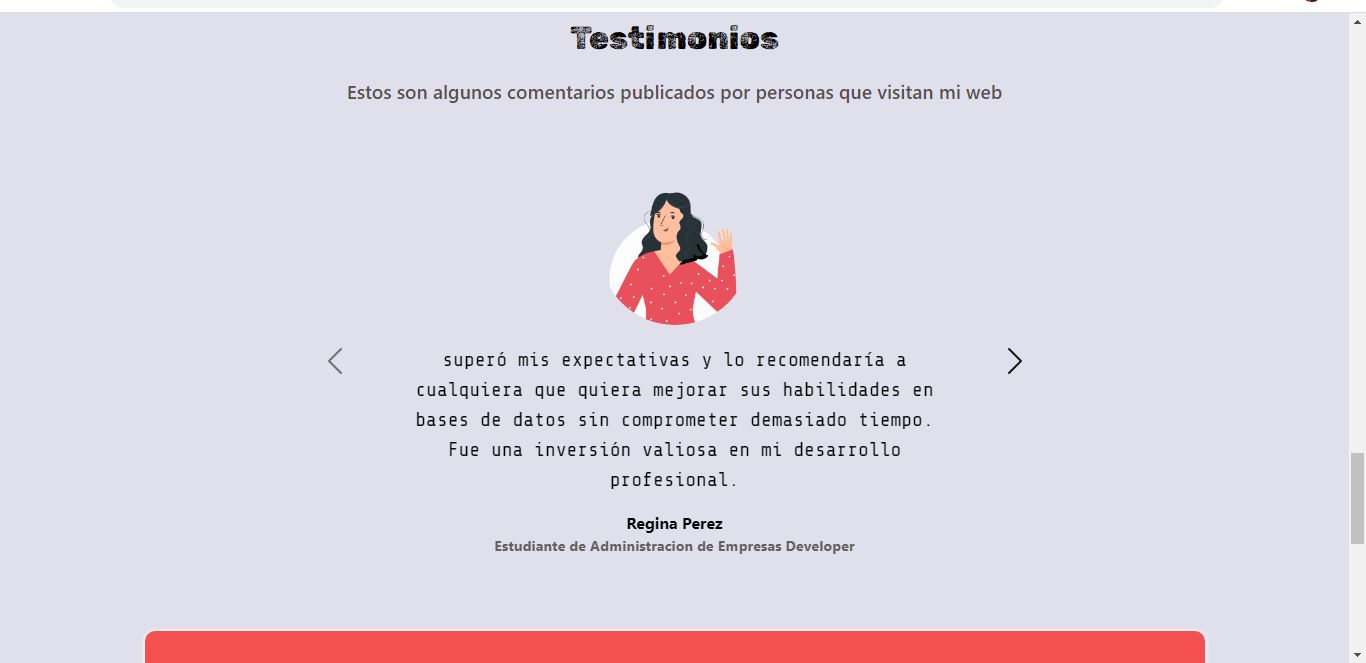 Testimonios
Estos son algunos comentarios publicados por personas que visitan mi web
superó mis expectativas y lo recomendaría a
cualquiera que quiera mejorar sus habilidades en
bases de datos sin comprometer demasiado tiempo.
Fue una inversión valiosa en mi desarrollo
profesional.
Regina Perez
Estudiante de Administracion de Empresas Developer